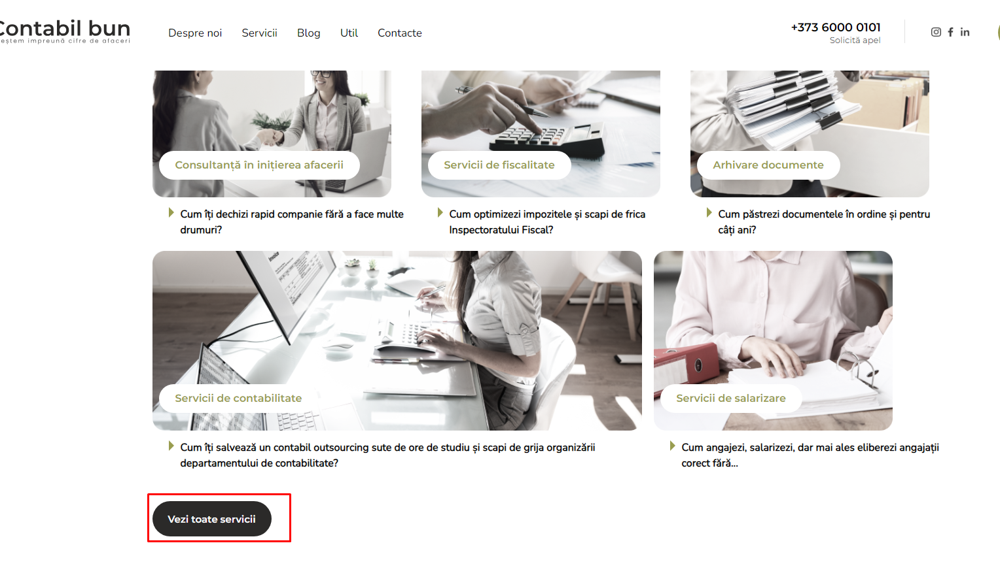 Contabil bun
eștem împreună cifre de afaceri
Despre noi
Servicii
Blog
Util
Contacte
+373 6000 0101
Solicită apel
Consultanță în inițierea afacerii
Servicii de fiscalitate
Arhivare documente
Cum îți dechizi rapid companie fără a face multe
drumuri?
Cum optimizezi impozitele și scapi de frica
Inspectoratului Fiscal?
Cum păstrezi documentele în ordine și pentru
câți ani?
Invoice
Servicii de contabilitate
Servicii de salarizare
Cum îți salvează un contabil outsourcing sute de ore de studiu și scapi de grija organizării
departamentului de contabilitate?
Cum angajezi, salarizezi, dar mai ales eliberezi angajații
corect fără...
Vezi toate servicii